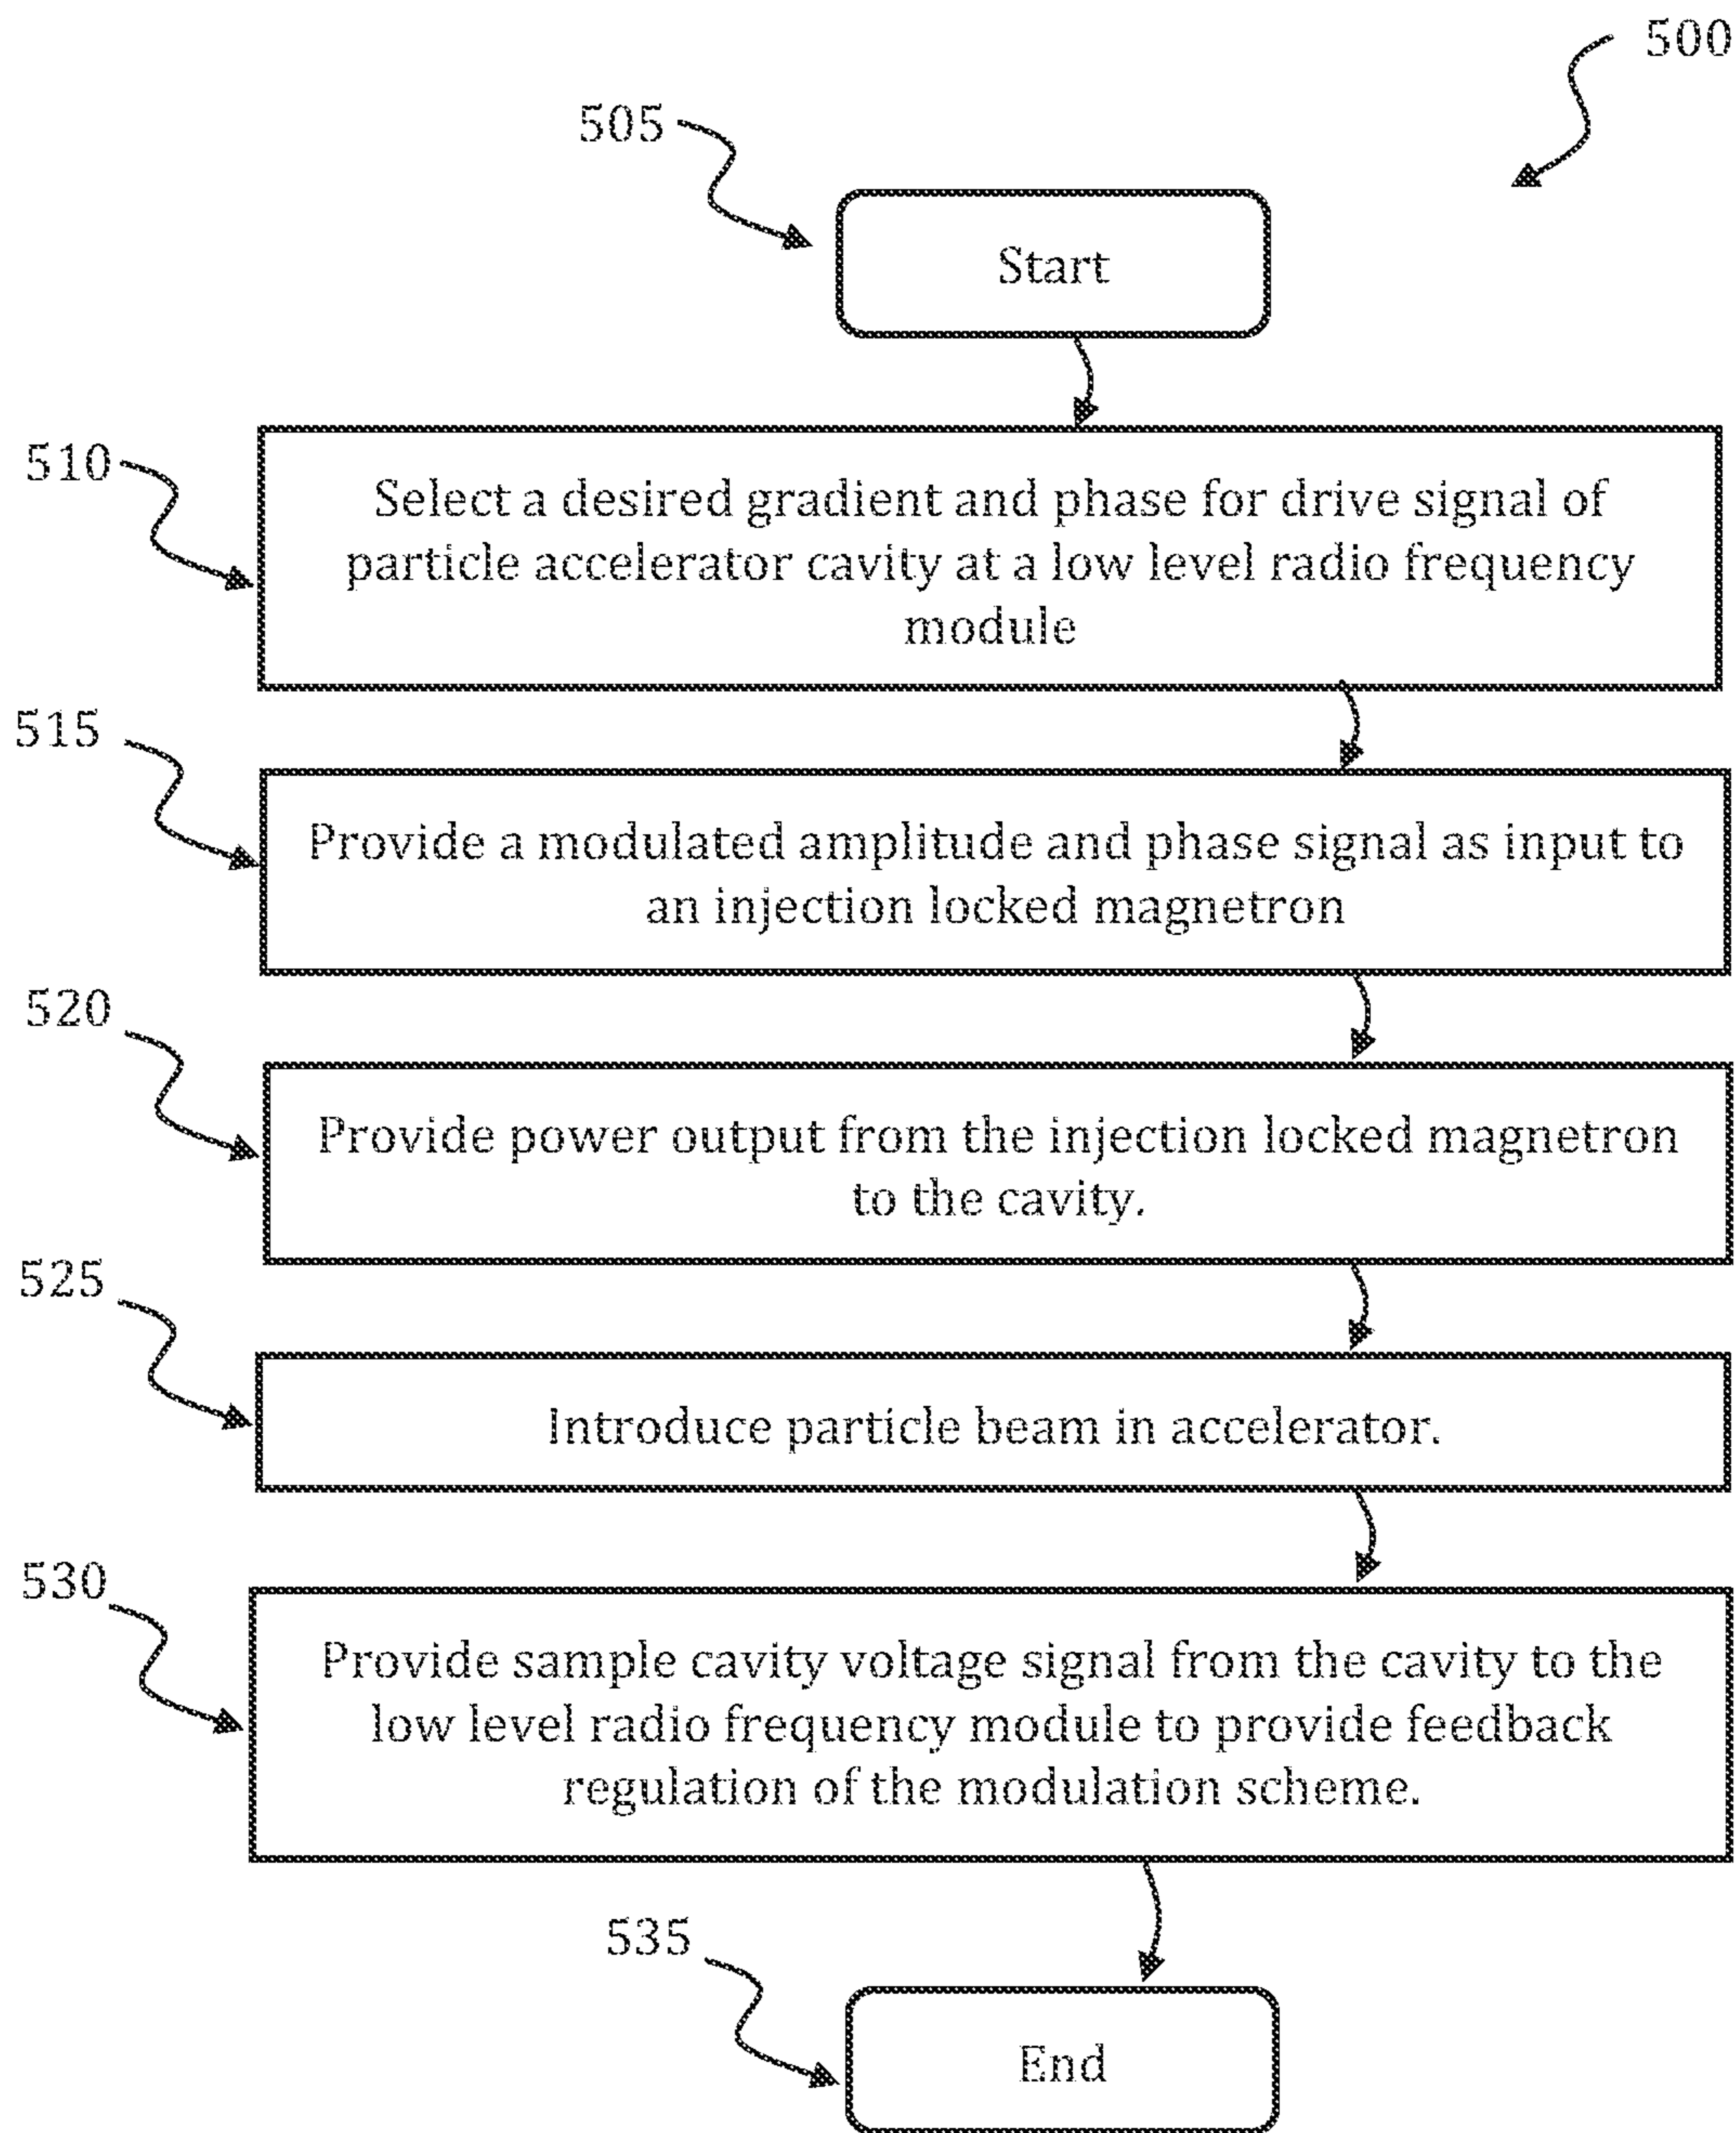 500
505
Start
510
Select a desired gradient and phase for drive signal of
particle accelerator cavity at a low level radio frequency
module
515
Provide a modulated amplitude and phase signal as input to
an injection locked magnetron
520
Provide power output from the injection locked magnetron
to the cavity.
525
Introduce particle beam in accelerator.
530
Provide sample cavity voltage signal from the cavity to the
low level radio frequency module to provide feedback
regulation of the modulation scheme.
535
End